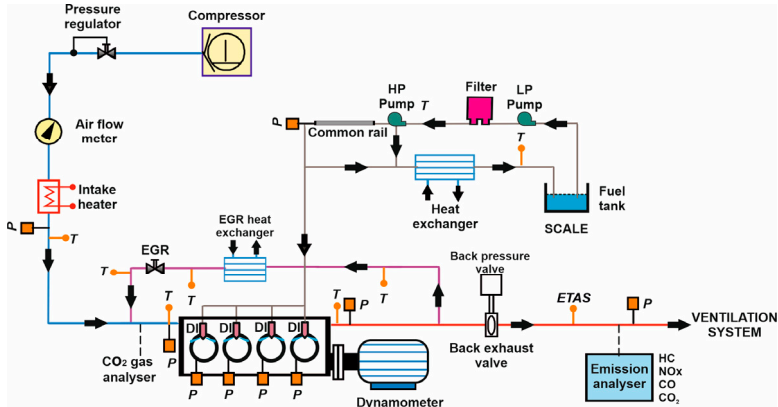 Pressure
regulator
Compressor
Air flow
meter
Intake
heater
P
T
HP
Pump
T
Filter
LP
Pump
P
Common rail
T
Heat
exchanger
Fuel
tank
SCALE
EGR
EGR heat
exchanger
T
T
T
T
T
P
P
Back pressure
valve
Back exhaust
valve
ETAS
P
VENTILATION
SYSTEM
CO2 gas
analyser
DI
DI
DI
DI
P
P
P
P
Dynamometer
Emission
analyser
HC
NOx
CO
CO2